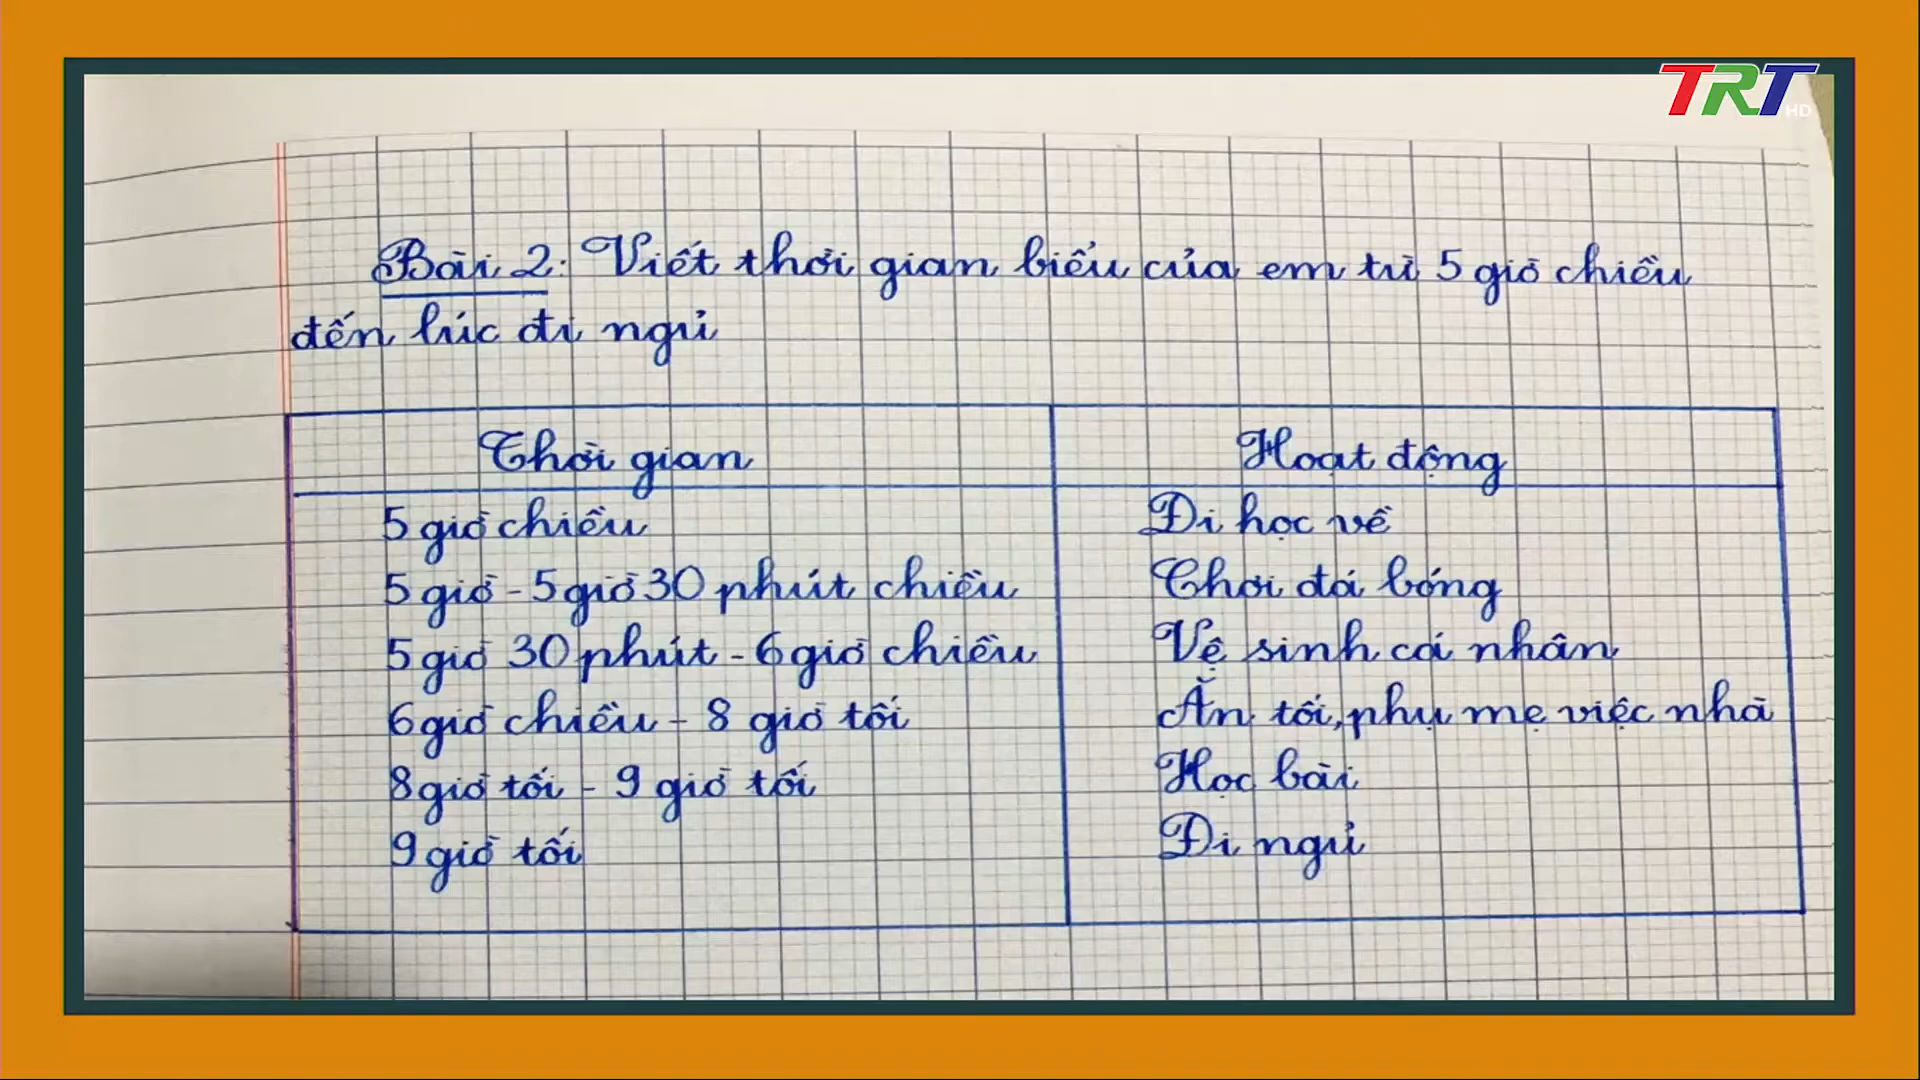 TRT HD
Bài 2: Viết thời gian biểu của em từ 5 giờ chiều
đến lúc đi ngủ
Thời gian Hoạt động
5 giờ chiều Đi học về
5 giờ - 5 giờ 30 phút chiều Chơi đá bóng
5 giờ 30 phút - 6 giờ chiều Vệ sinh cá nhân
6 giờ chiều - 8 giờ tối Ăn tối, phụ mẹ việc nhà
8 giờ tối - 9 giờ tối Học bài
9 giờ tối Đi ngủ